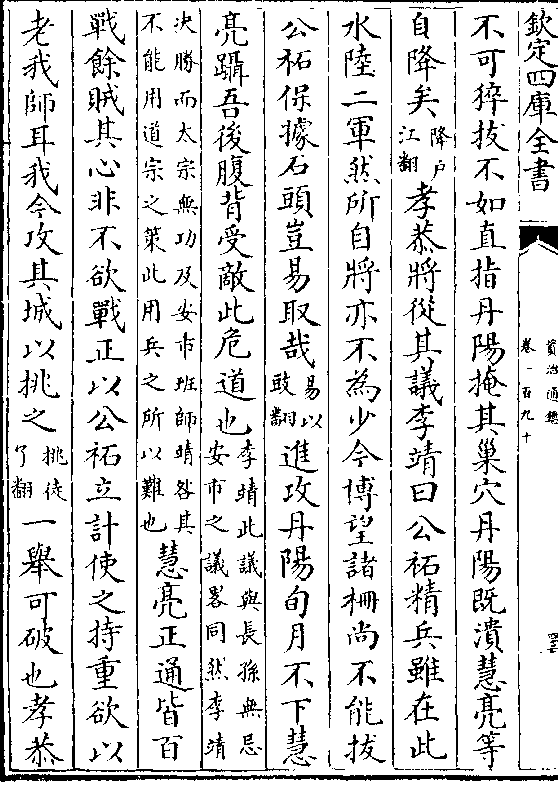 欽定四庫全書
資治通鑑
卷一百九十
不可猝拔不如直指丹陽掩其巢穴丹陽既潰慧亮等
自降矣降户江翻孝恭將從其議李靖曰公祏精兵雖在此
水陸二軍然所自將亦不為少今博望諸柵尚不能拔
公祏保據石頭豈易取哉易以豉翻進攻丹陽旬月不下慧
亮躡吾後腹背受敵此危道也李靖此議與長孫無忌安市之議畧同然李靖
決勝而太宗無功及安市班師靖咎其不能用道宗之策此用兵之所以難也慧亮正通皆百
戰餘賊其心非不欲戰正以公祏立計使之持重欲以
老我師耳我今攻其城以挑之挑徒了翻一舉可破也孝恭